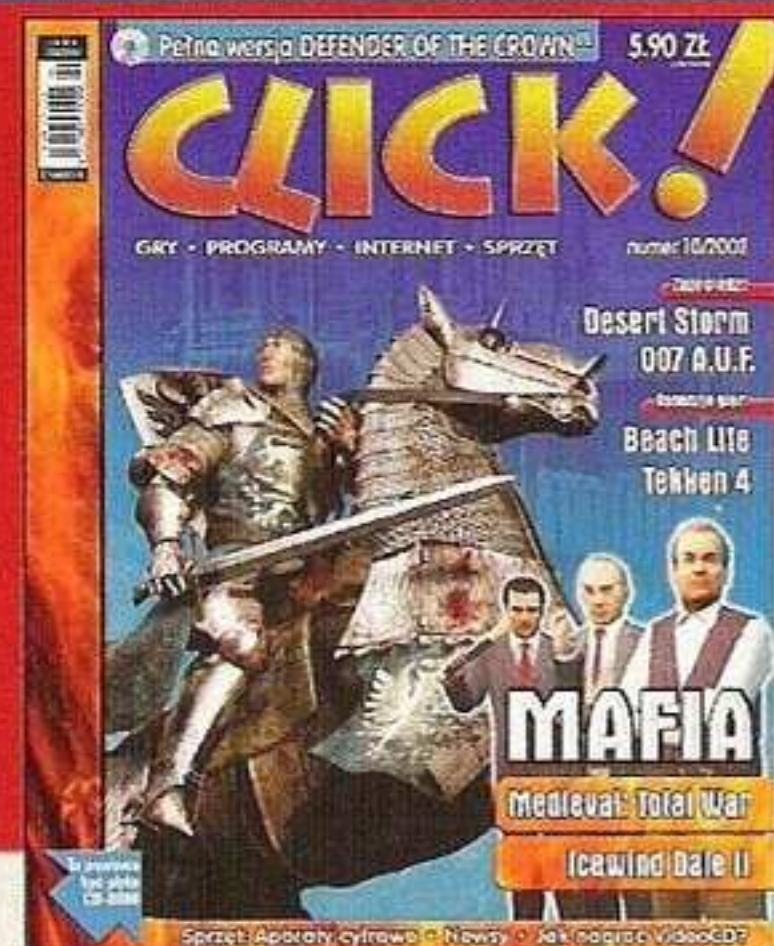 Pełna wersja DEFENDER OF THE CROWN
5.90 ZŁ
CLICK!
GRY • PROGRAMY • INTERNET • SPRZĘT
numer 10/2002
Desert Storm
007 A.U.F.
Beach Life
Tekken 4
MAFIA
Medieval: Total War
Icewind Dale II
CD-ROM
Sprzęt: Aparaty cyfrowe • Newsy • Jak nagrać VideoCD?